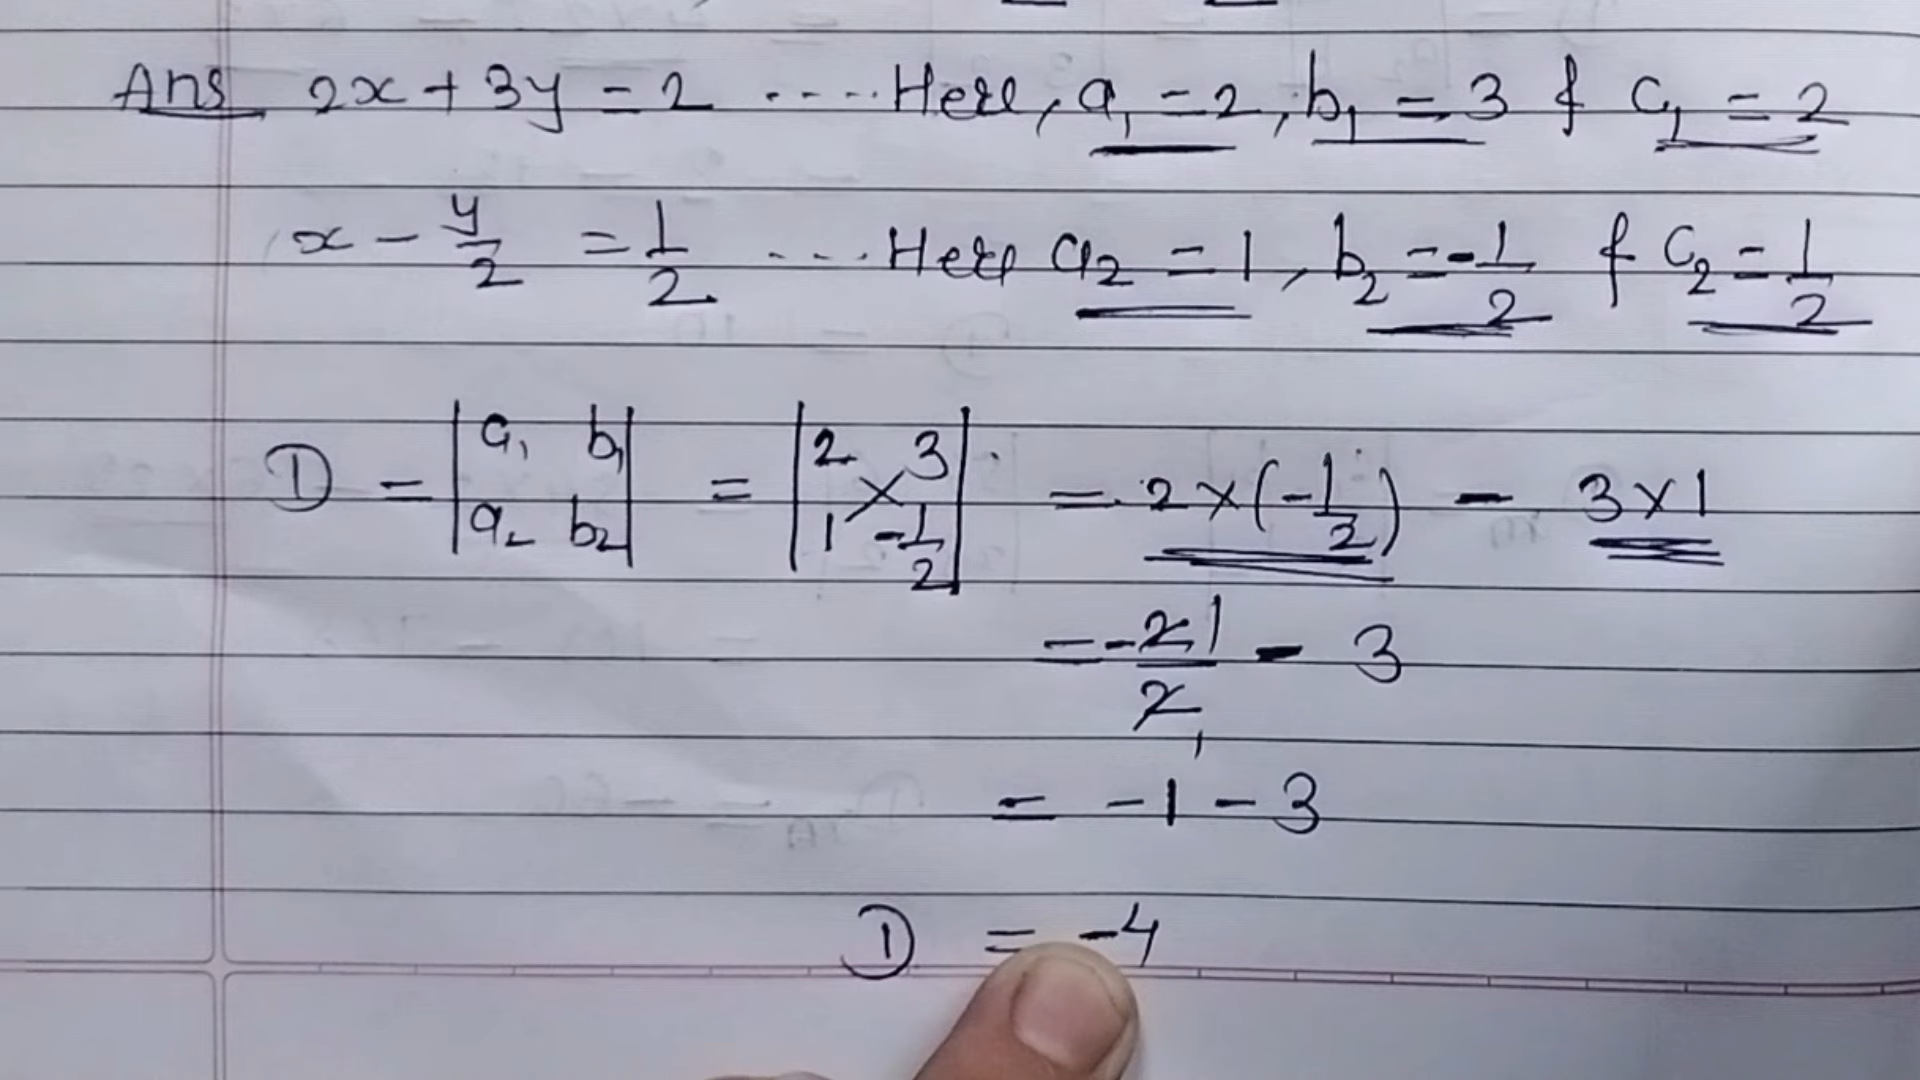 Ans 2x + 3y = 2 .... Here, a₁ = 2, b₁ = 3 & c₁ = 2
x - y/2 = 1/2 .... Here a₂ = 1, b₂ = -1/2 & c₂ = 1/2
D = |a₁ b₁| = |2 3| = 2 × (-1/2) - 3 × 1
|a₂ b₂| |1 -1/2|
= -2/2 1 1 - 3
= -1 - 3
D = -4